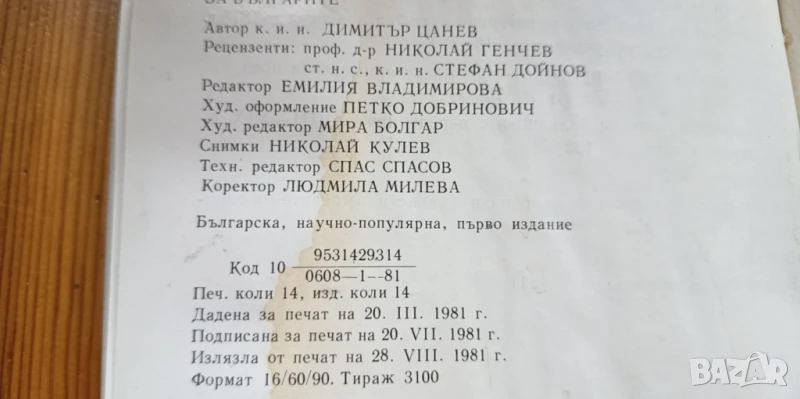 ЗА БЪЛГАРИТЕ
Автор к. и. н. ДИМИТЪР ЦАНЕВ
Рецензенти: проф. д-р НИКОЛАЙ ГЕНЧЕВ
ст. н. с., к. и. н. СТЕФАН ДОЙНОВ
Редактор ЕМИЛИЯ ВЛАДИМИРОВА
Худ. оформление ПЕТКО ДОБРИНОВИЧ
Худ. редактор МИРА БОЛГАР
Снимки НИКОЛАЙ КУЛЕВ
Техн. редактор СПАС СПАСОВ
Коректор ЛЮДМИЛА МИЛЕВА
Българска, научно-популярна, първо издание
9531429314
Код 10
0608—1—81
Печ. коли 14, изд. коли 14
Дадена за печат на 20. III. 1981 г.
Подписана за печат на 20. VII. 1981 г.
Излязла от печат на 28. VIII. 1981 г.
Формат 16/60/90. Тираж 3100
BAZAR